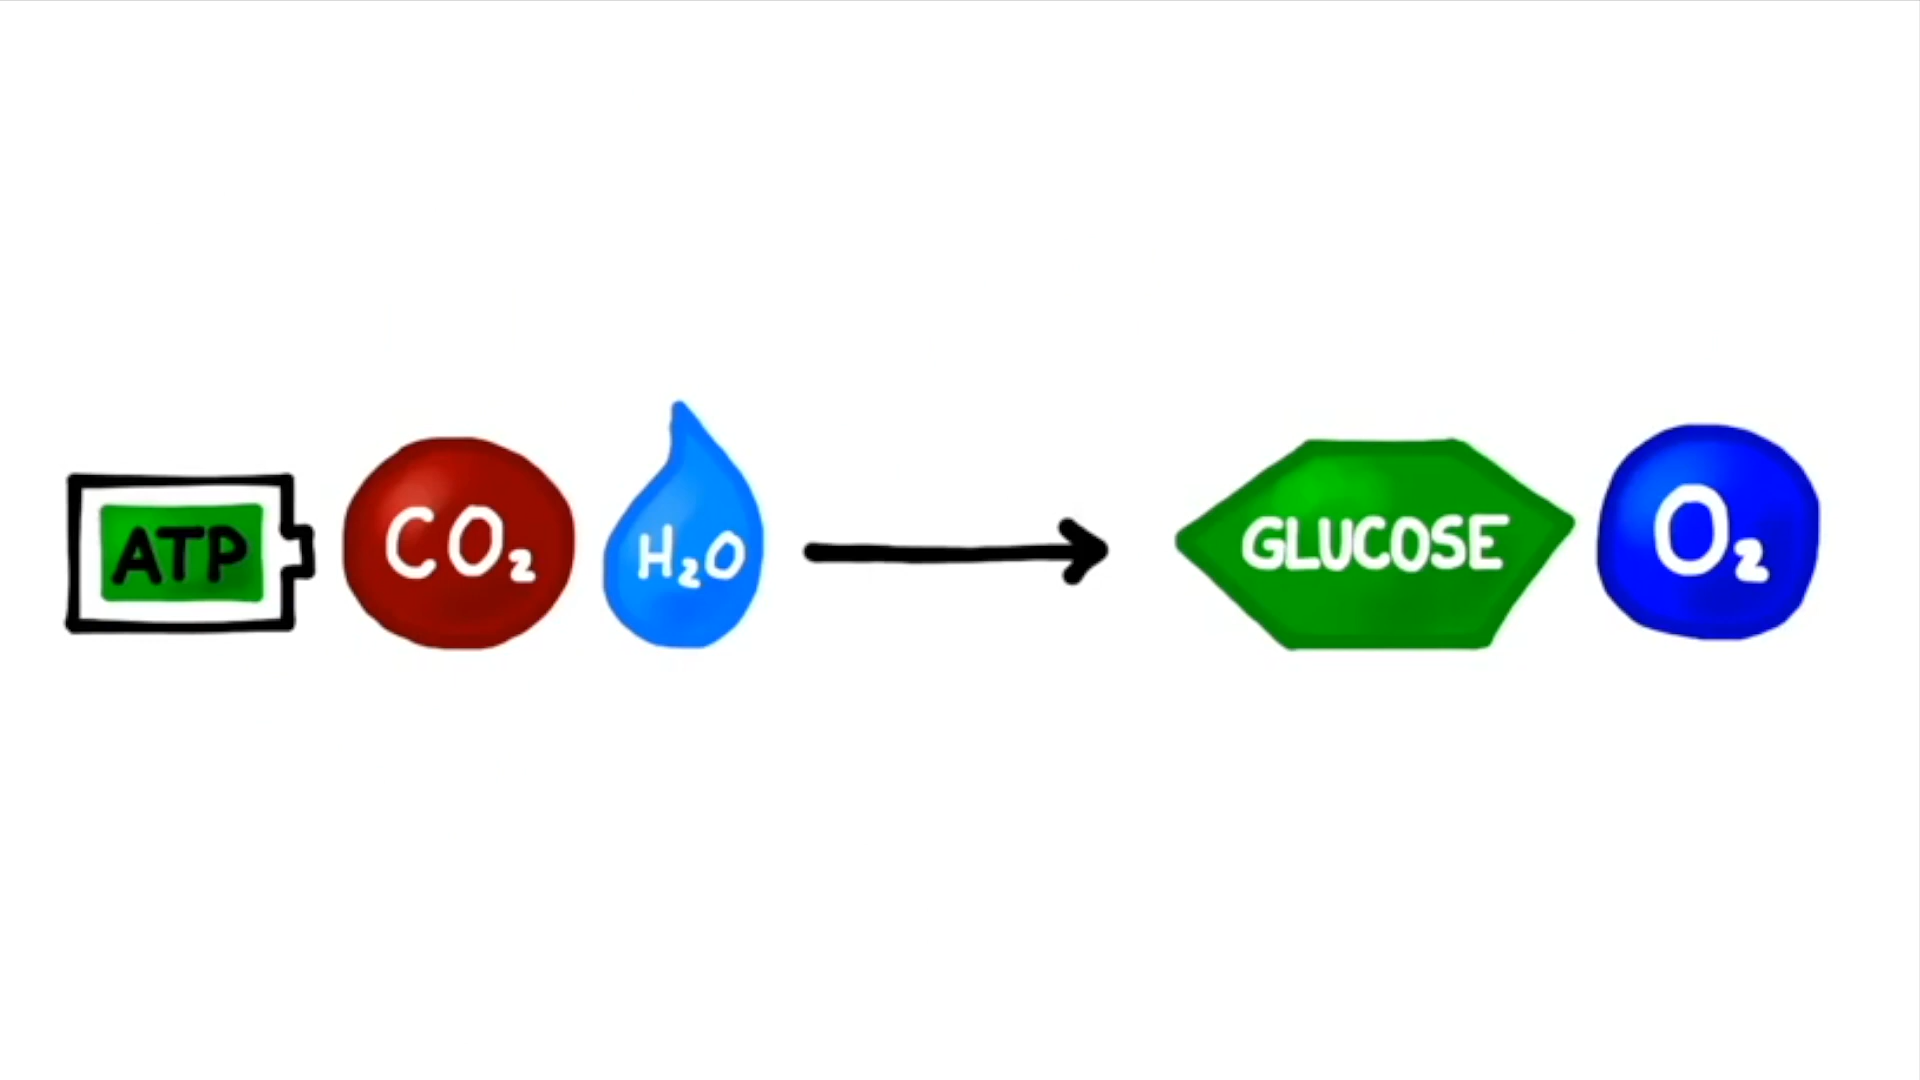 ATP CO₂ H₂O GLUCOSE O₂